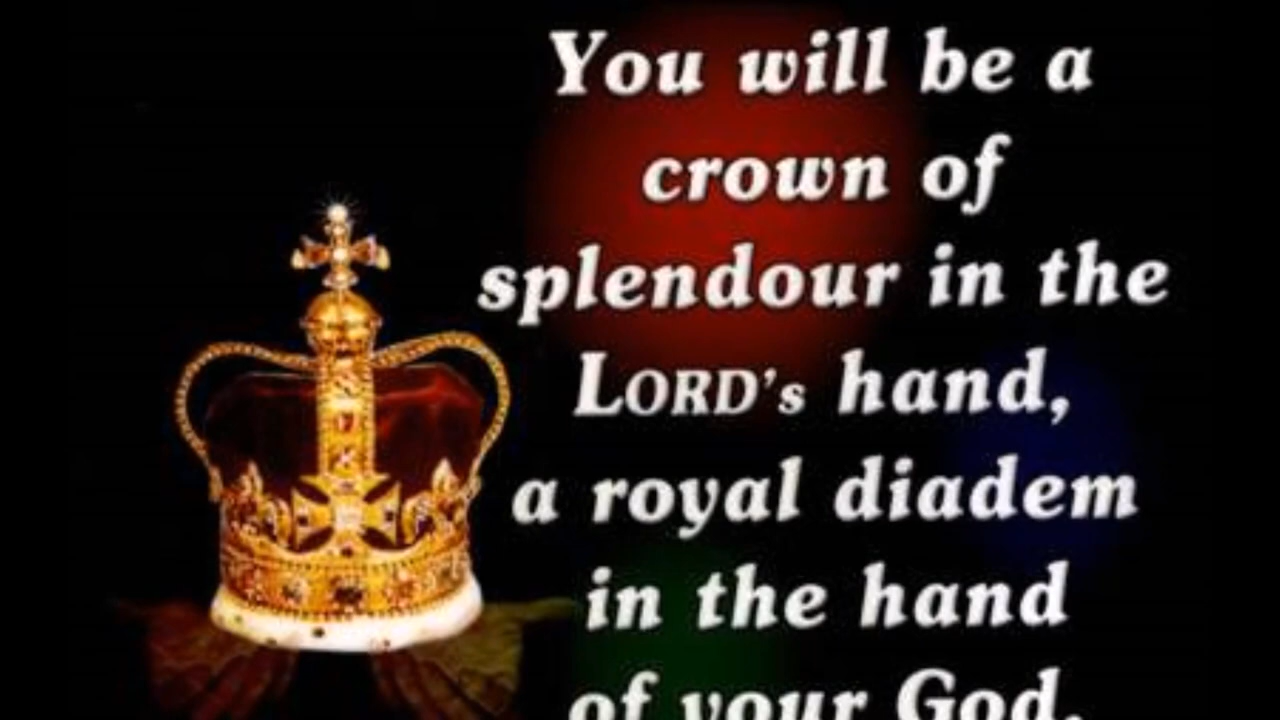 You will be a
crown of
splendour in the
LORD's hand,
a royal diadem
in the hand
of your God.